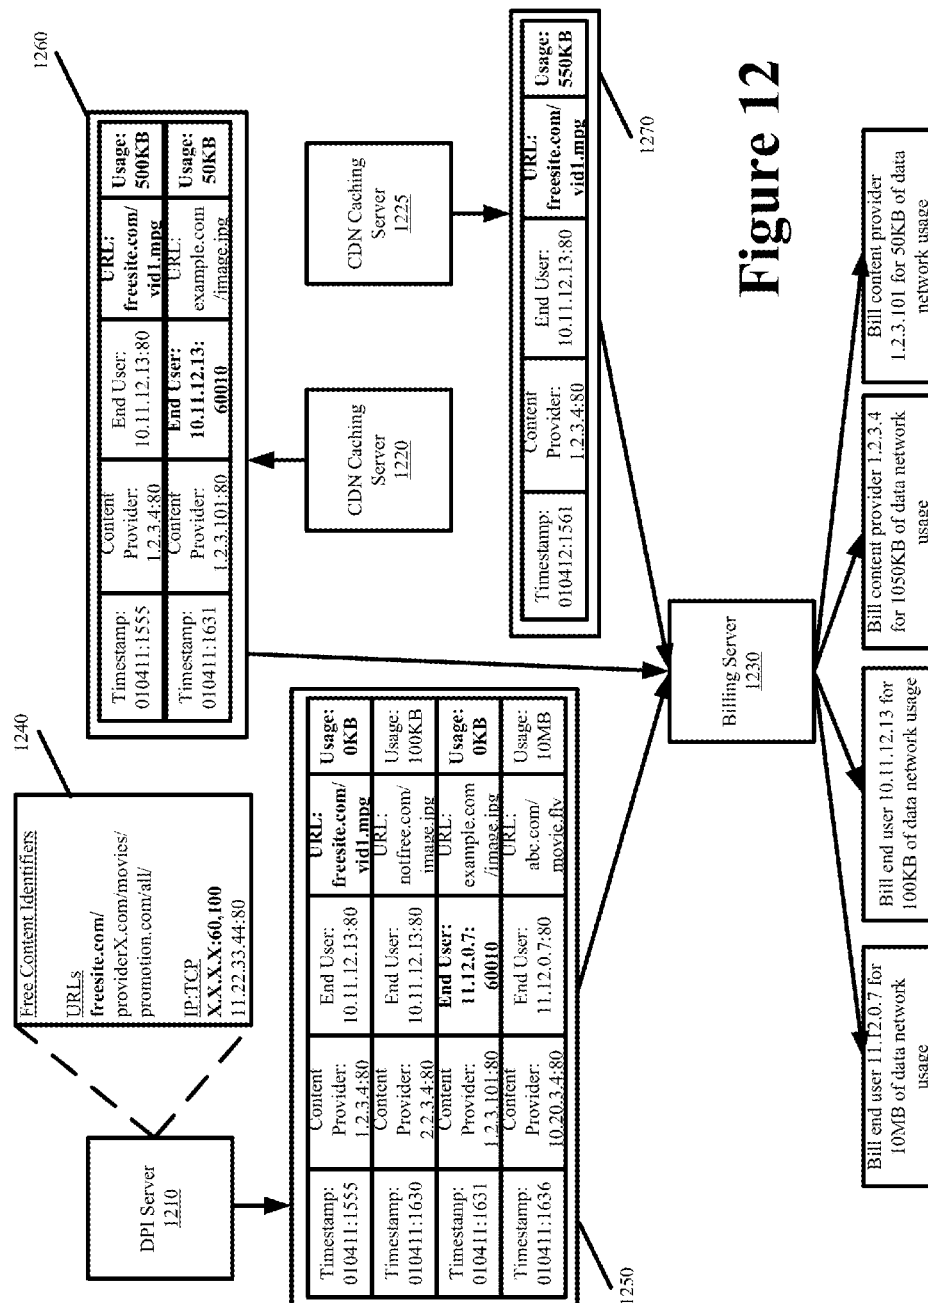 DPI Server
1210
Free Content Identifiers
URLs
freesite.com/
providerX.com/movies/
promotion.com/all/
IP:TCP
X.X.X.X:60,100
11.22.33.44:80
1240
Timestamp:
010411:1555
Content
Provider:
1.2.3.4:80
End User:
10.11.12.13:80
URL:
freesite.com/
vid1.mpg
Usage:
0KB
Timestamp:
010411:1630
Content
Provider:
2.2.3.4:80
End User:
10.11.12.13:80
URL:
notfree.com/
image.jpg
Usage:
100KB
Timestamp:
010411:1631
Content
Provider:
1.2.3.101:80
End User:
11.12.0.7:
60010
URL:
example.com
/image.jpg
Usage:
0KB
Timestamp:
010411:1636
Content
Provider:
10.20.3.4:80
End User:
11.12.0.7:80
URL:
abc.com/
movie.flv
Usage:
10MB
1250
Timestamp:
010411:1555
Content
Provider:
1.2.3.4:80
End User:
10.11.12.13:80
URL:
freesite.com/
vid1.mpg
Usage:
500KB
Timestamp:
010411:1631
Content
Provider:
1.2.3.101:80
End User:
10.11.12.13:
60010
URL:
example.com
/image.jpg
Usage:
50KB
1260
CDN Caching
Server
1220
CDN Caching
Server
1225
Timestamp:
010412:1561
Content
Provider:
1.2.3.4:80
End User:
10.11.12.13:80
URL:
freesite.com/
vid1.mpg
Usage:
550KB
1270
Billing Server
1230
Bill end user 11.12.0.7 for
10MB of data network
usage
Bill end user 10.11.12.13 for
100KB of data network usage
Bill content provider 1.2.3.4
for 1050KB of data network
usage
Bill content provider
1.2.3.101 for 50KB of data
network usage
Figure 12